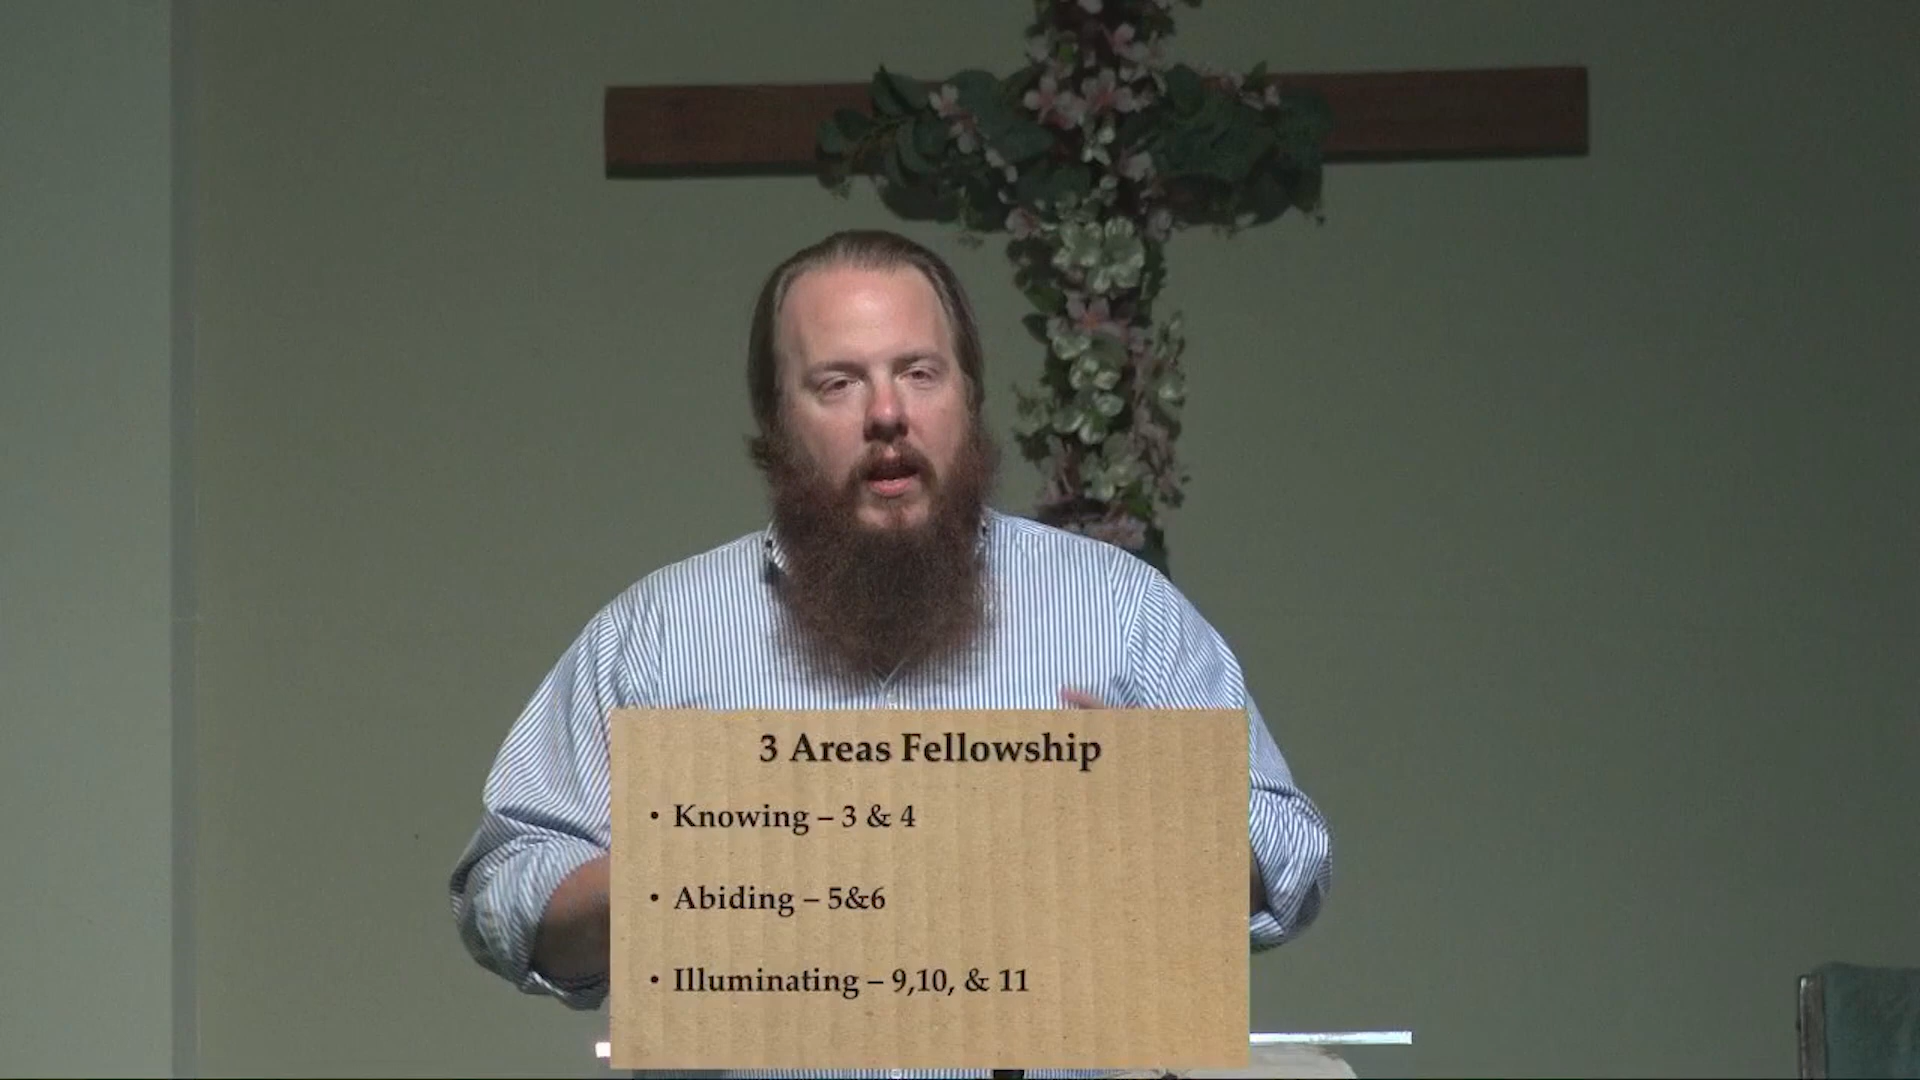 3 Areas Fellowship
• Knowing – 3 & 4
• Abiding – 5&6
• Illuminating – 9,10, & 11